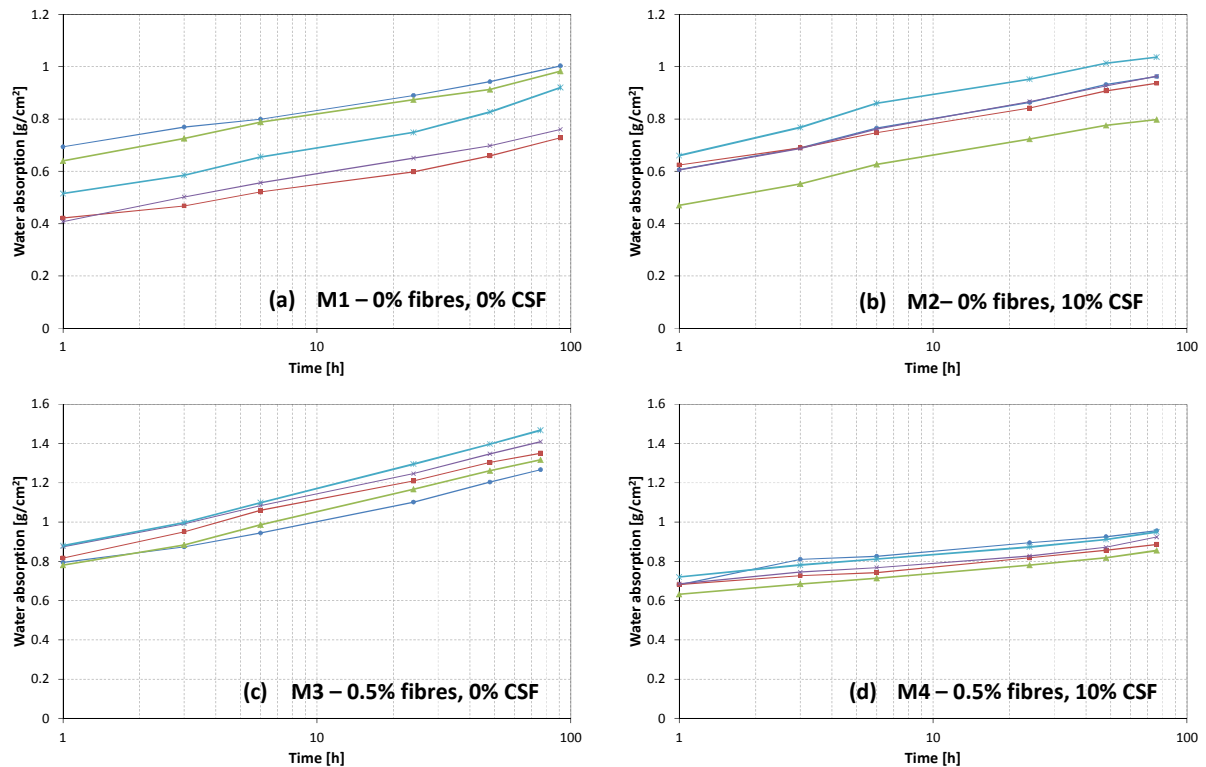 Water absorption [g/cm²]
1.2
1
0.8
0.6
0.4
0.2
0
(a) M1 – 0% fibres, 0% CSF
1 10 100
Time [h]
Water absorption [g/cm²]
1.2
1
0.8
0.6
0.4
0.2
0
(b) M2– 0% fibres, 10% CSF
1 10 100
Time [h]
Water absorption [g/cm²]
1.6
1.4
1.2
1
0.8
0.6
0.4
0.2
0
(c) M3 – 0.5% fibres, 0% CSF
1 10 100
Time [h]
Water absorption [g/cm²]
1.6
1.4
1.2
1
0.8
0.6
0.4
0.2
0
(d) M4 – 0.5% fibres, 10% CSF
1 10 100
Time [h]